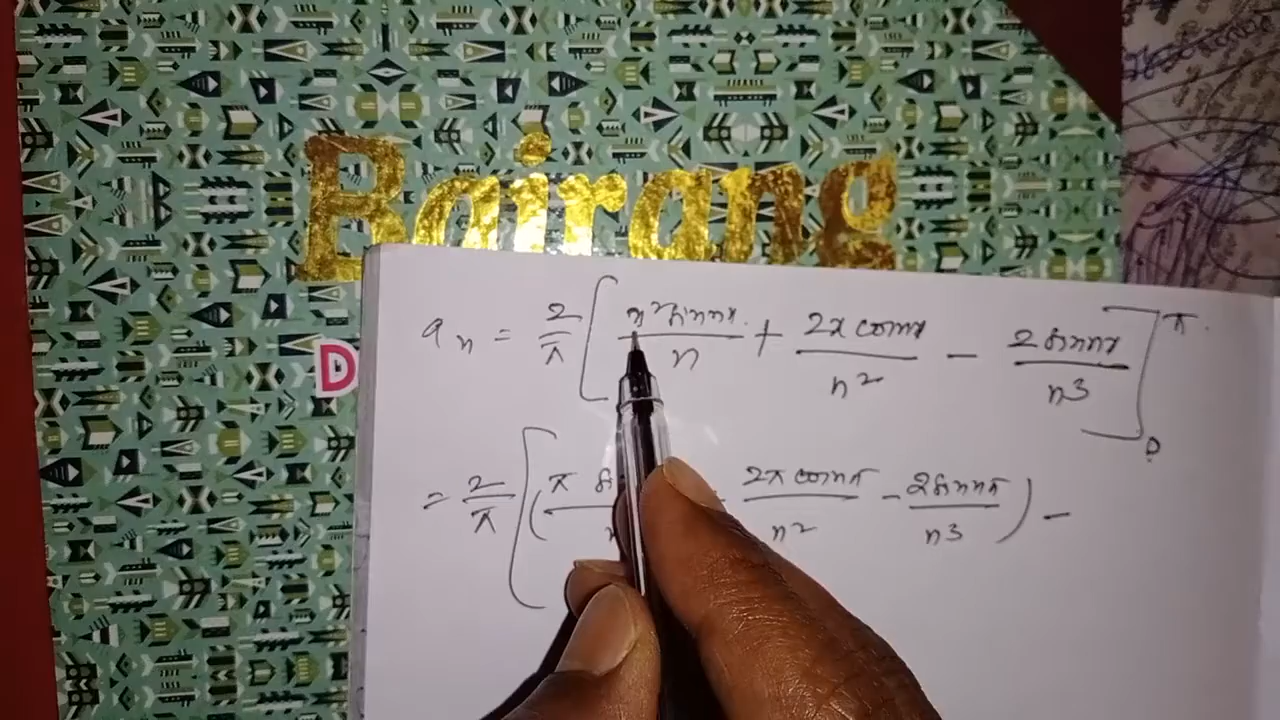 Bairang
D
aₙ = 2/π [ x² sin nx / n + 2x cos nx / n² − 2 sin nx / n³ ]₀^π
= 2/π [ ( π 2π cos nπ / n² − 2 sin nπ / n³ ) −